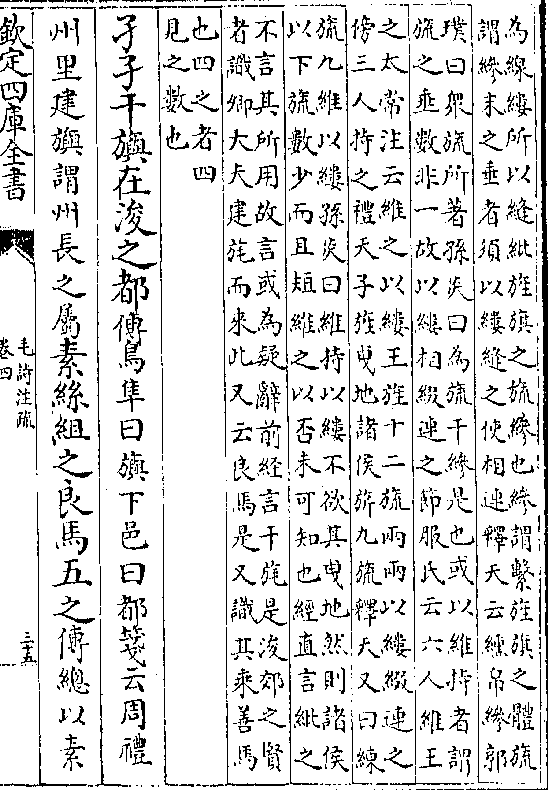 為線縷所以縫紕旌旗之旒縿也縿謂繫旌旗之體旒
謂縿末之垂者須以縷縫之使相連釋天云纁帛縿郭
璞曰衆旒所著孫炎曰為旒于縿是也或以維持者謂
旒之垂數非一故以縷相綴連之節服氏云六人維王
之太常注云維之以縷王旌十二旒兩兩以縷綴連之
傍三人持之禮天子旌曳地諸侯旂九旒釋天又曰練
旒九維以縷孫炎曰維持以縷不欲其曳地然則諸侯
以下旒數少而且短維之以否未可知也經直言紕之
不言其所用故言或為疑辭前經言干旄是浚郊之賢
者識卿大夫建旄而來此又云良馬是又識其乘善馬
也四之者四
見之數也
孑孑干旟在浚之都傳鳥隼曰旟下邑曰都箋云周禮
州里建旟謂州長之屬素絲組之良馬五之傳總以素
欽定四庫全書
毛詩注疏
卷四
三十五